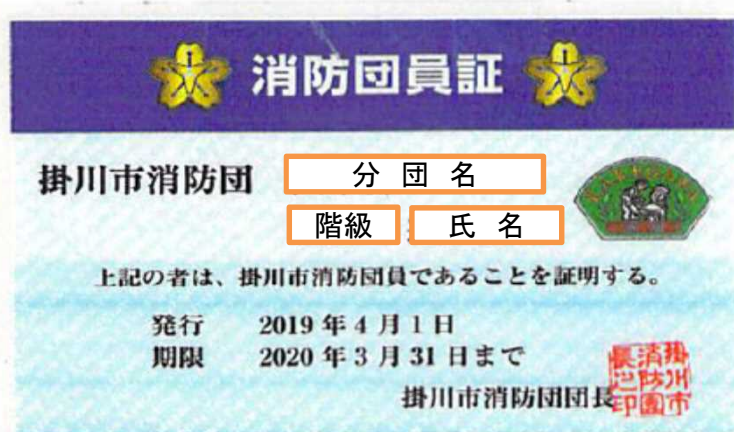 消防団員証
掛川市消防団 分団名
階級 氏名
上記の者は、掛川市消防団員であることを証明する。
発行 2019年4月1日
期限 2020年3月31日まで
掛川市消防団団長
掛川市消防團長之印